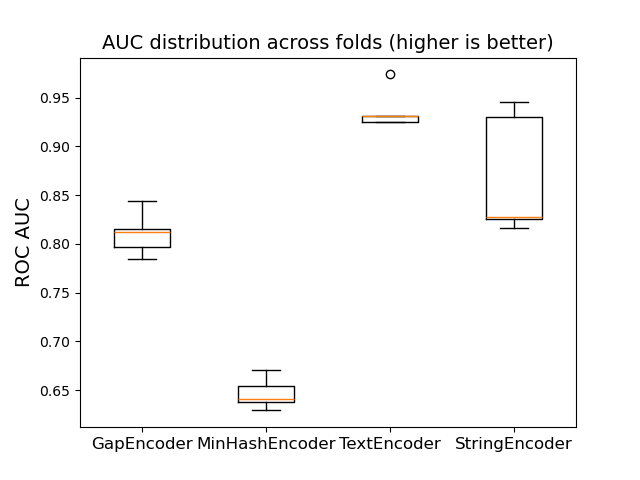 AUC distribution across folds (higher is better)
ROC AUC
0.95
0.90
0.85
0.80
0.75
0.70
0.65
GapEncoder MinHashEncoder TextEncoder StringEncoder